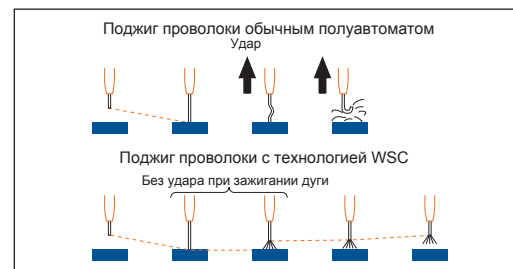 Поджиг проволоки обычным полуавтоматом
Удар
Поджиг проволоки с технологией WSC
Без удара при зажигании дуги